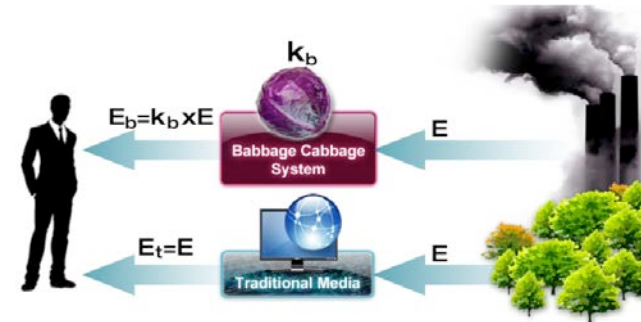 k_b
E_b=k_b xE
E
Babbage Cabbage
System
E_t=E
E
Traditional Media